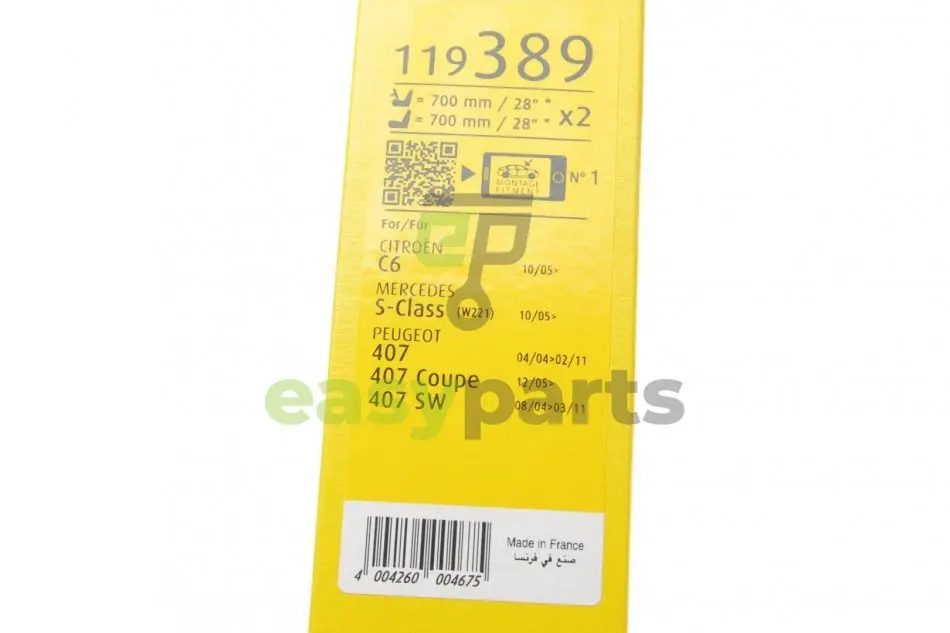 119389
= 700 mm / 28" *
= 700 mm / 28" *
x2
MONTAGE
FITMENT
N° 1
For/Für
CITROËN
C6 10/05>
MERCEDES
S-Class (W221) 10/05>
PEUGEOT
407 04/04>02/11
407 Coupe 12/05>
407 SW 08/04>03/11
ep
easyparts
Made in France
صنع في فرنسا
4 004260 004675